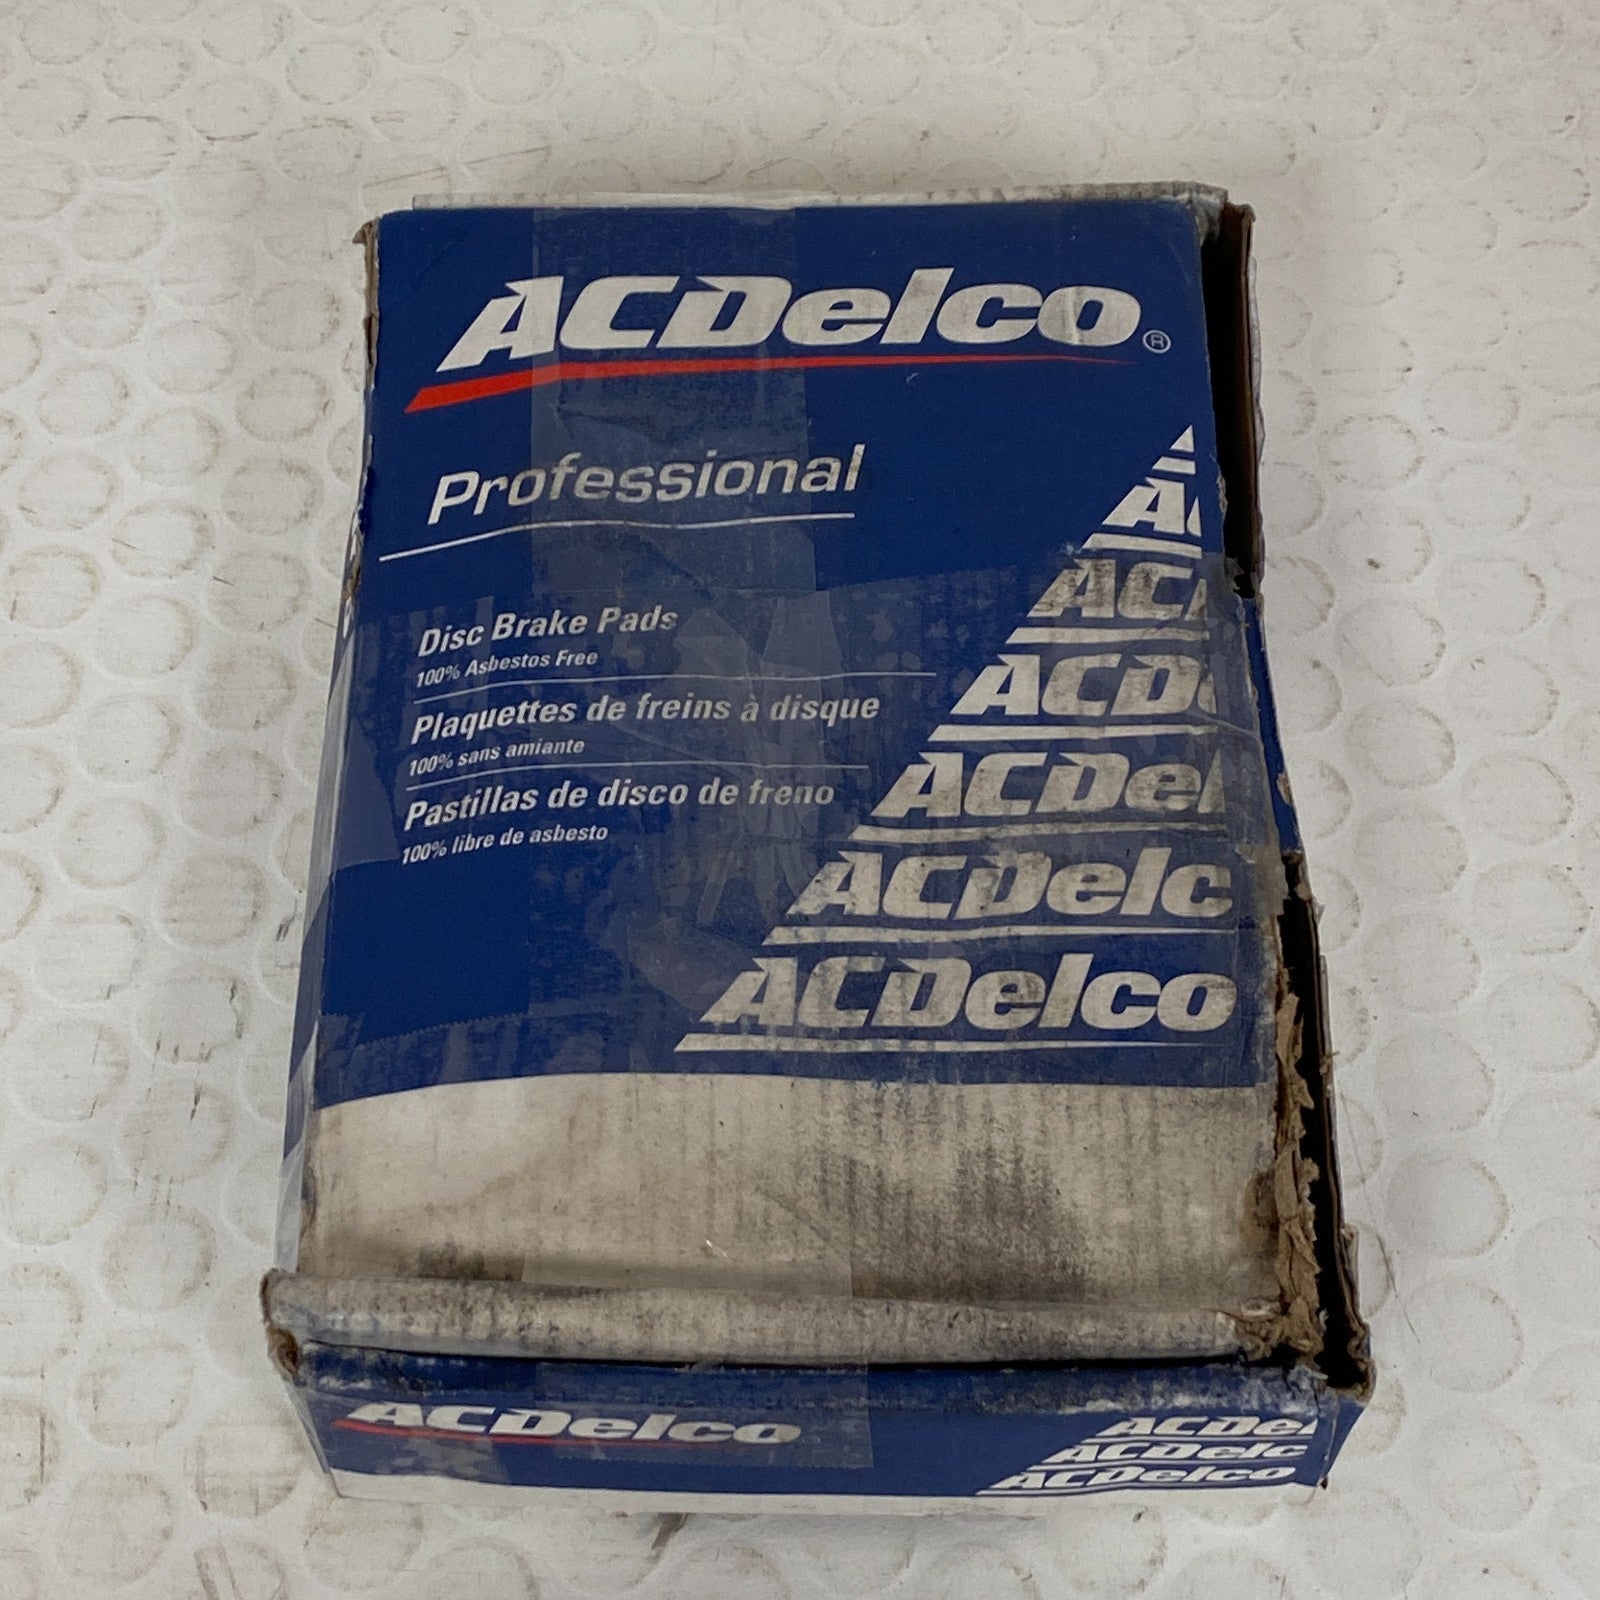 ACDelco®
Professional
Disc Brake Pads
100% Asbestos Free
Plaquettes de freins à disque
100% sans amiante
Pastillas de disco de freno
100% libre de asbesto
A
AC
ACD
ACDel
ACDelc
ACDelco
ACDelco
ACDel
ACDelc
ACDelco